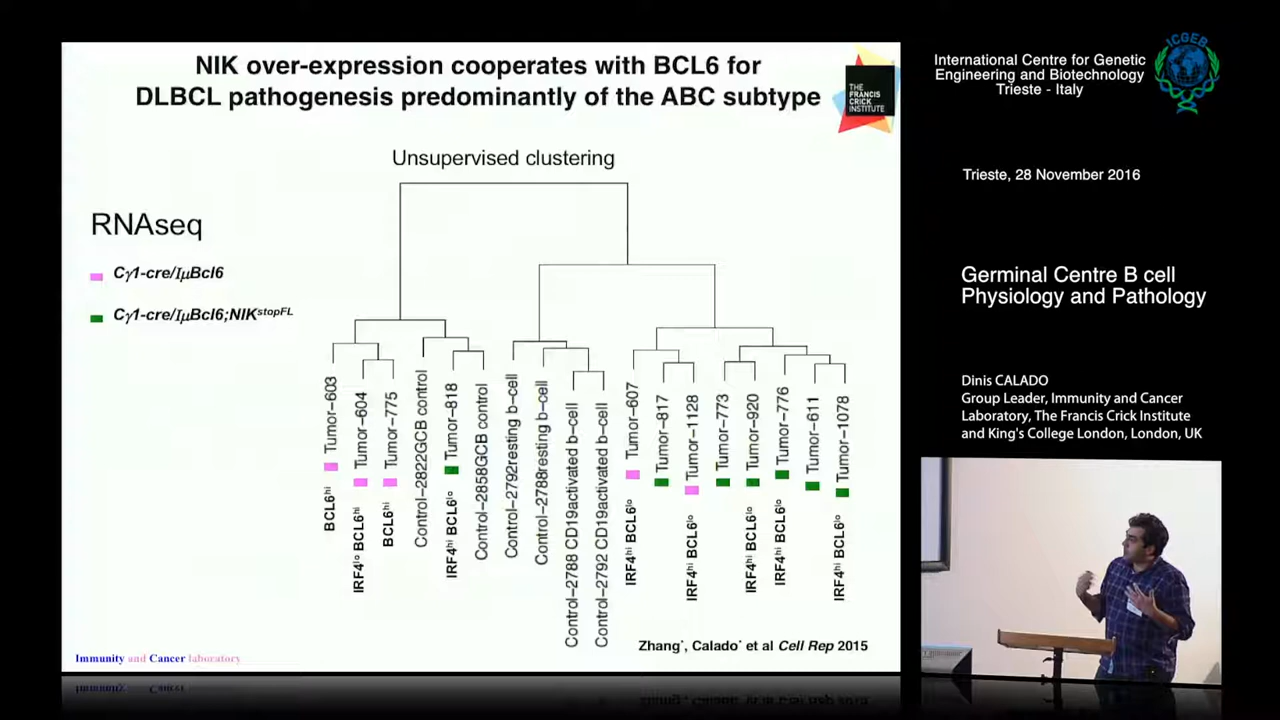 NIK over-expression cooperates with BCL6 for
DLBCL pathogenesis predominantly of the ABC subtype
THE
FRANCIS
CRICK
INSTITUTE
Unsupervised clustering
RNAseq
Cγ1-cre/IμBcl6
Cγ1-cre/IμBcl6;NIKstopFL
Tumor-603
Tumor-604
Tumor-775
Control-2822GCB control
Tumor-818
Control-2858GCB control
Control-2792resting b-cell
Control-2788resting b-cell
Control-2788 CD19activated b-cell
Control-2792 CD19activated b-cell
Tumor-607
Tumor-817
Tumor-1128
Tumor-773
Tumor-920
Tumor-776
Tumor-611
Tumor-1078
BCL6hi
IRF4lo BCL6hi
BCL6hi
IRF4hi BCL6lo
IRF4hi BCL6lo
IRF4hi BCL6lo
IRF4hi BCL6lo
IRF4hi BCL6lo
IRF4hi BCL6lo
Zhang*, Calado* et al Cell Rep 2015
Immunity and Cancer laboratory
International Centre for Genetic
Engineering and Biotechnology
Trieste - Italy
ICGEB
Trieste, 28 November 2016
Germinal Centre B cell
Physiology and Pathology
Dinis CALADO
Group Leader, Immunity and Cancer
Laboratory, The Francis Crick Institute
and King's College London, London, UK